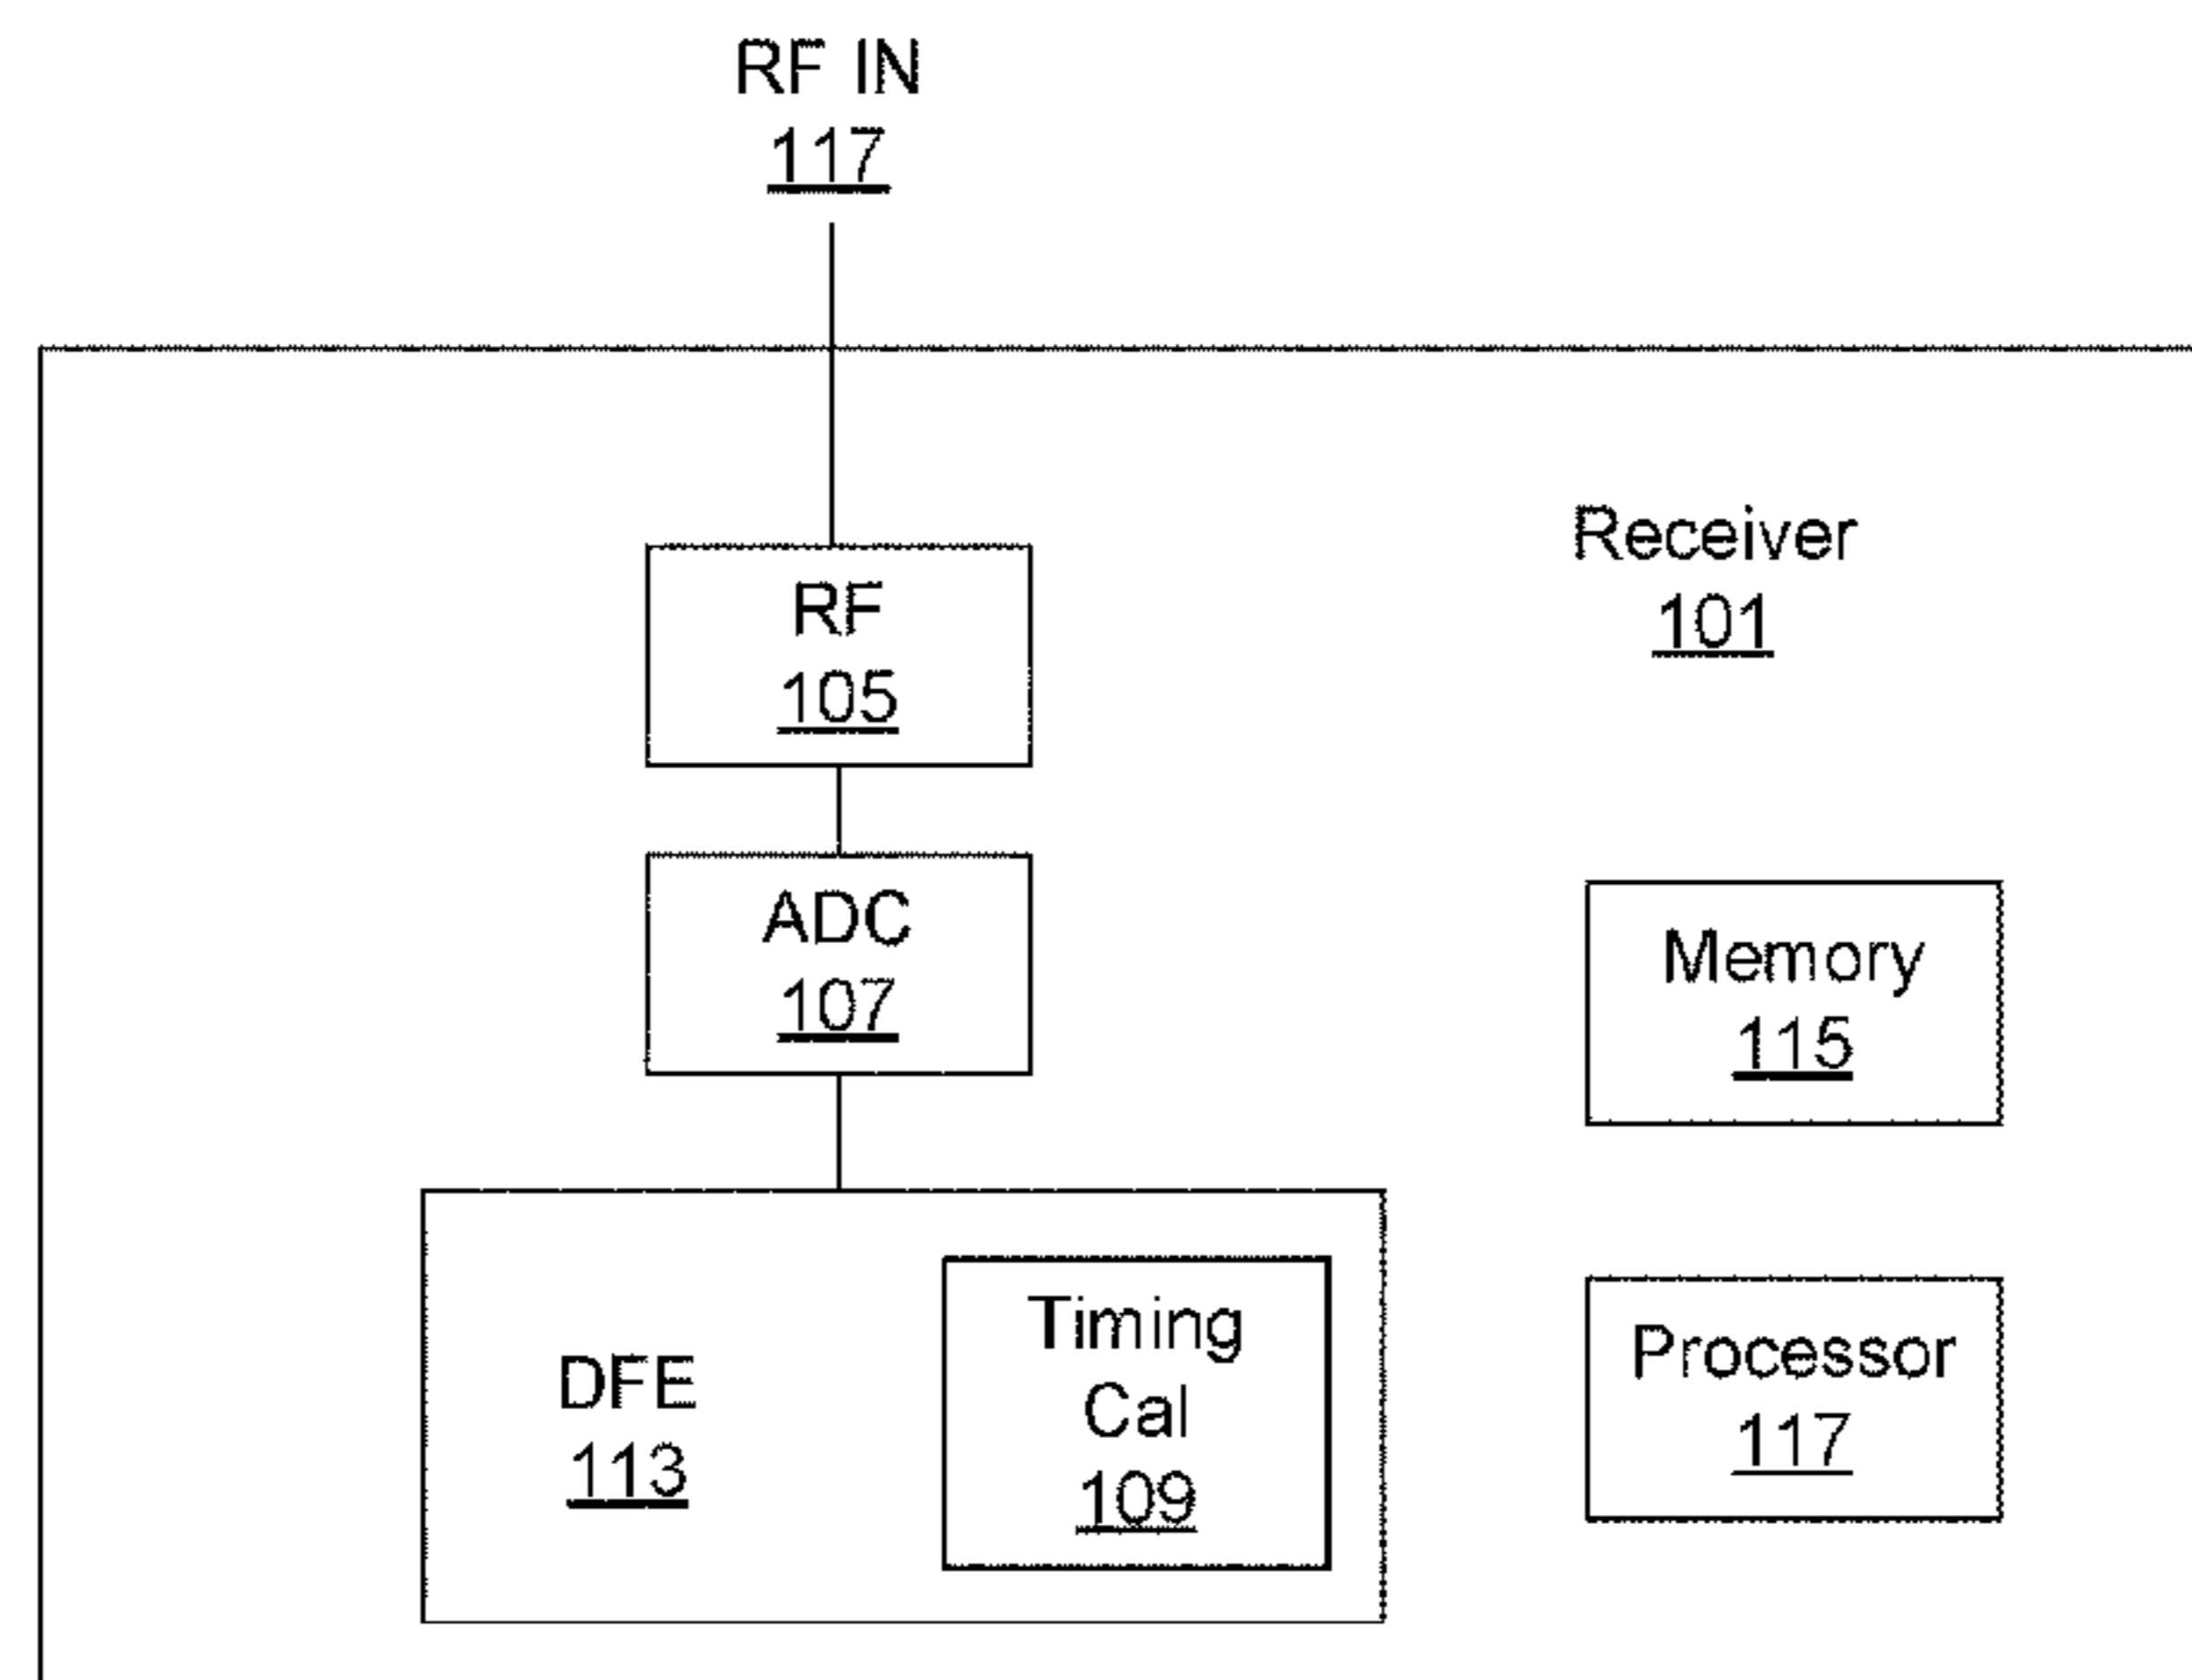 RF IN
117
RF
105
Receiver
101
ADC
107
Memory
115
DFE
113
Timing
Cal
109
Processor
117